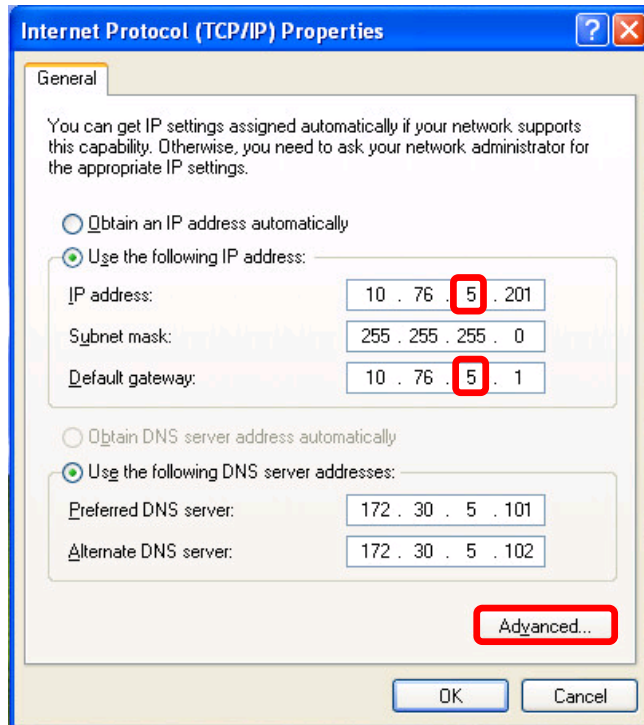 Internet Protocol (TCP/IP) Properties
General
You can get IP settings assigned automatically if your network supports
this capability. Otherwise, you need to ask your network administrator for
the appropriate IP settings.
Obtain an IP address automatically
Use the following IP address:
IP address: 10 . 76 . 5 . 201
Subnet mask: 255 . 255 . 255 . 0
Default gateway: 10 . 76 . 5 . 1
Obtain DNS server address automatically
Use the following DNS server addresses:
Preferred DNS server: 172 . 30 . 5 . 101
Alternate DNS server: 172 . 30 . 5 . 102
Advanced...
OK Cancel